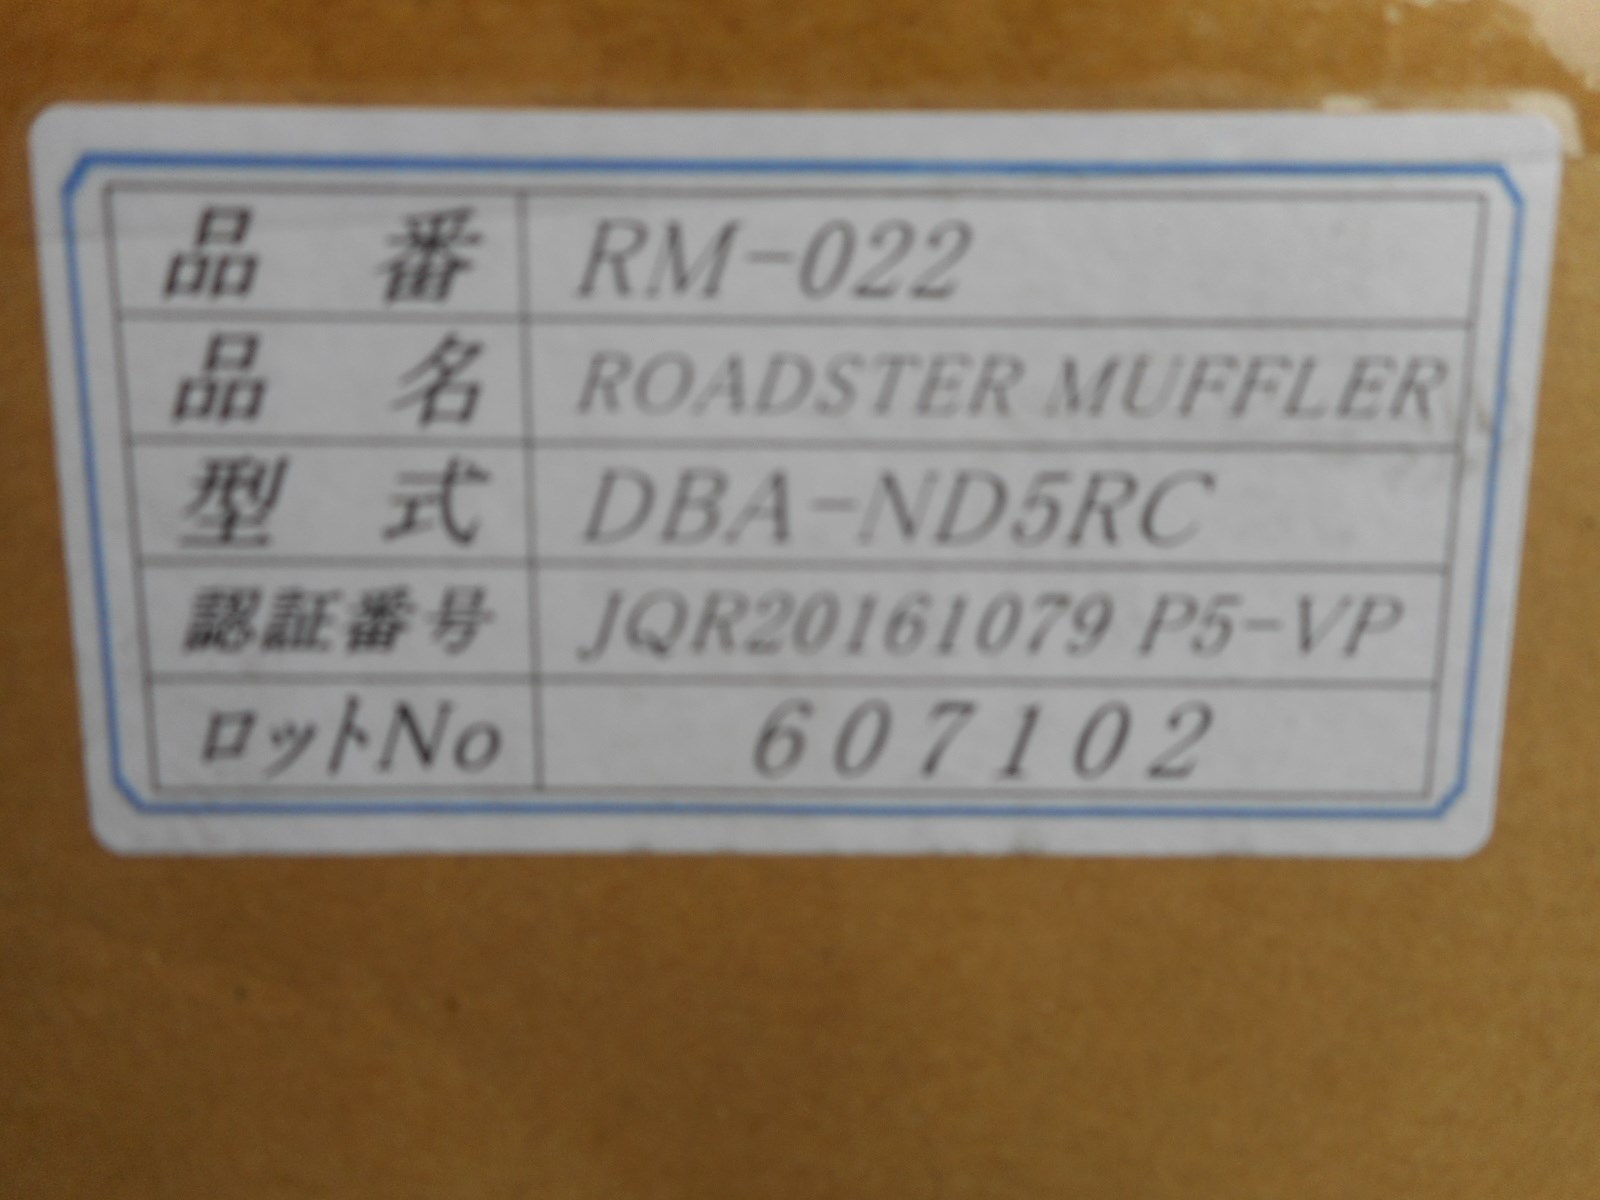 品番 RM-022
品名 ROADSTER MUFFLER
型式 DBA-ND5RC
認証番号 JQR20161079 P5-VP
ロットNo 607102